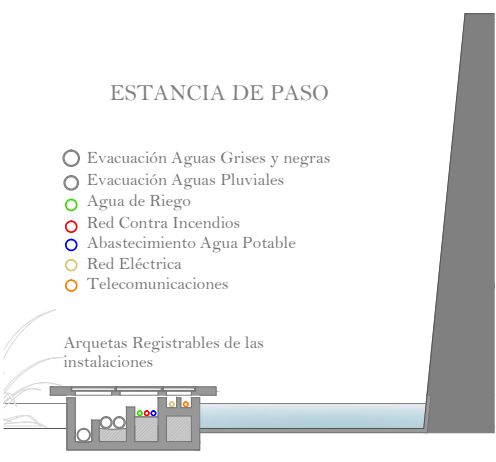 ESTANCIA DE PASO
Evacuación Aguas Grises y negras
Evacuación Aguas Pluviales
Agua de Riego
Red Contra Incendios
Abastecimiento Agua Potable
Red Eléctrica
Telecomunicaciones
Arquetas Registrables de las
instalaciones